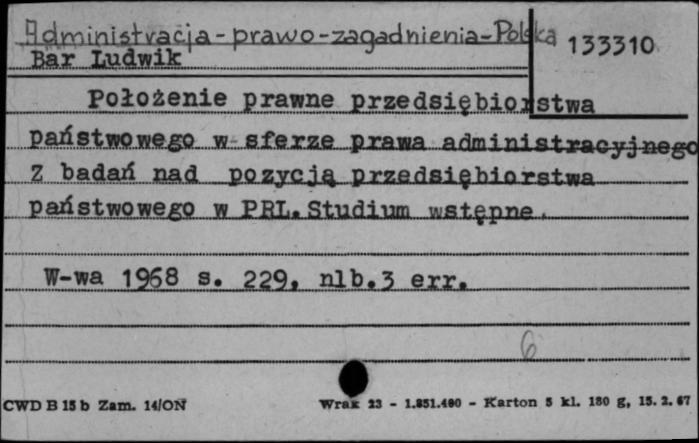 Administracja-prawo-zagadnienia-Polska
133310
Bar Ludwik
Położenie prawne przedsiębiorstwa
państwowego w sferze prawa administracyjnego
Z badań nad pozycją przedsiębiorstwa
państwowego w PRL. Studium wstępne.
W-wa 1968 s. 229, nlb.3 err.
6
CWD B 15 b Zam. 14/ON Wrak 23 - 1.851.480 - Karton 5 kl. 180 g, 15. 2. 67